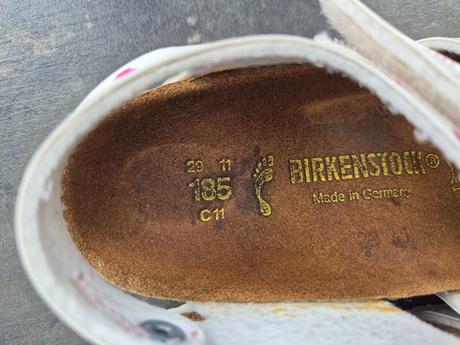 29 11
185
C11
BIRKENSTOCK®
Made in Germany